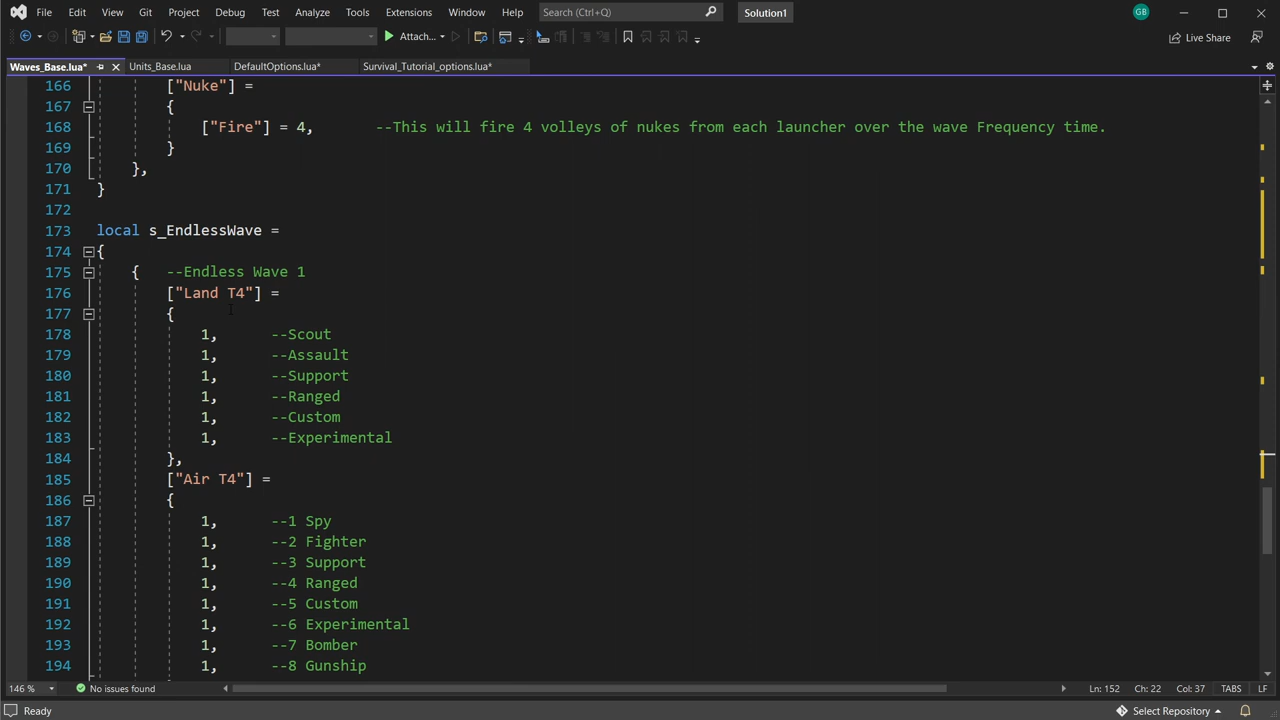 File Edit View Git Project Debug Test Analyze Tools Extensions Window Help Search (Ctrl+Q) Solution1 GB
Attach... Live Share
Waves_Base.lua* Units_Base.lua DefaultOptions.lua* Survival_Tutorial_options.lua*
166 ["Nuke"] =
167 {
168 ["Fire"] = 4, --This will fire 4 volleys of nukes from each launcher over the wave Frequency time.
169 }
170 },
171 }
172
173 local s_EndlessWave =
174 {
175 { --Endless Wave 1
176 ["Land T4"] =
177 {
178 1, --Scout
179 1, --Assault
180 1, --Support
181 1, --Ranged
182 1, --Custom
183 1, --Experimental
184 },
185 ["Air T4"] =
186 {
187 1, --1 Spy
188 1, --2 Fighter
189 1, --3 Support
190 1, --4 Ranged
191 1, --5 Custom
192 1, --6 Experimental
193 1, --7 Bomber
194 1, --8 Gunship
146 % No issues found Ln: 152 Ch: 22 Col: 37 TABS LF
Ready Select Repository